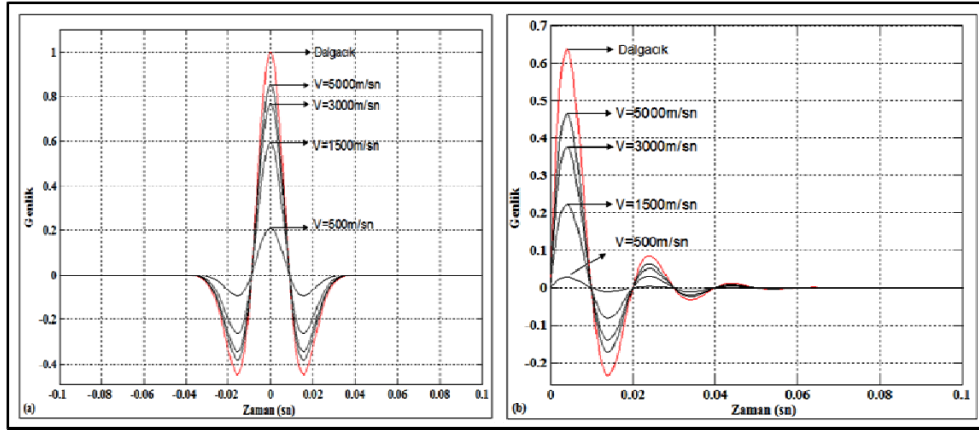 1
0.8
0.6
0.4
0.2
0
-0.2
-0.4
Genlik
Dalgacık
V=5000m/sn
V=3000m/sn
V=1500m/sn
V=500m/sn
-0.1 -0.08 -0.06 -0.04 -0.02 0 0.02 0.04 0.06 0.08 0.1
(a) Zaman (sn)
0.7
0.6
0.5
0.4
0.3
0.2
0.1
0
-0.1
-0.2
Genlik
Dalgacık
V=5000m/sn
V=3000m/sn
V=1500m/sn
V=500m/sn
0 0.02 0.04 0.06 0.08 0.1
(b) Zaman (sn)